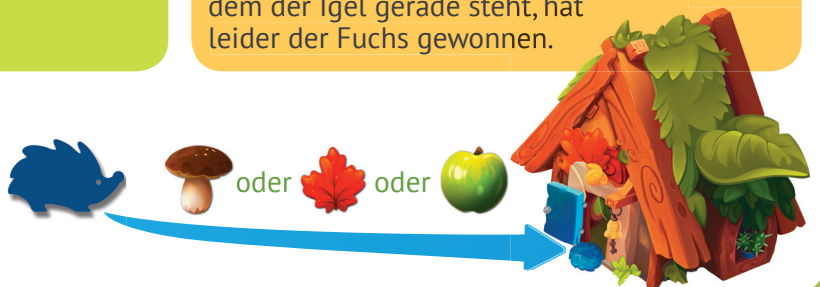 dem der Igel gerade steht, hat
leider der Fuchs gewonnen.
oder oder